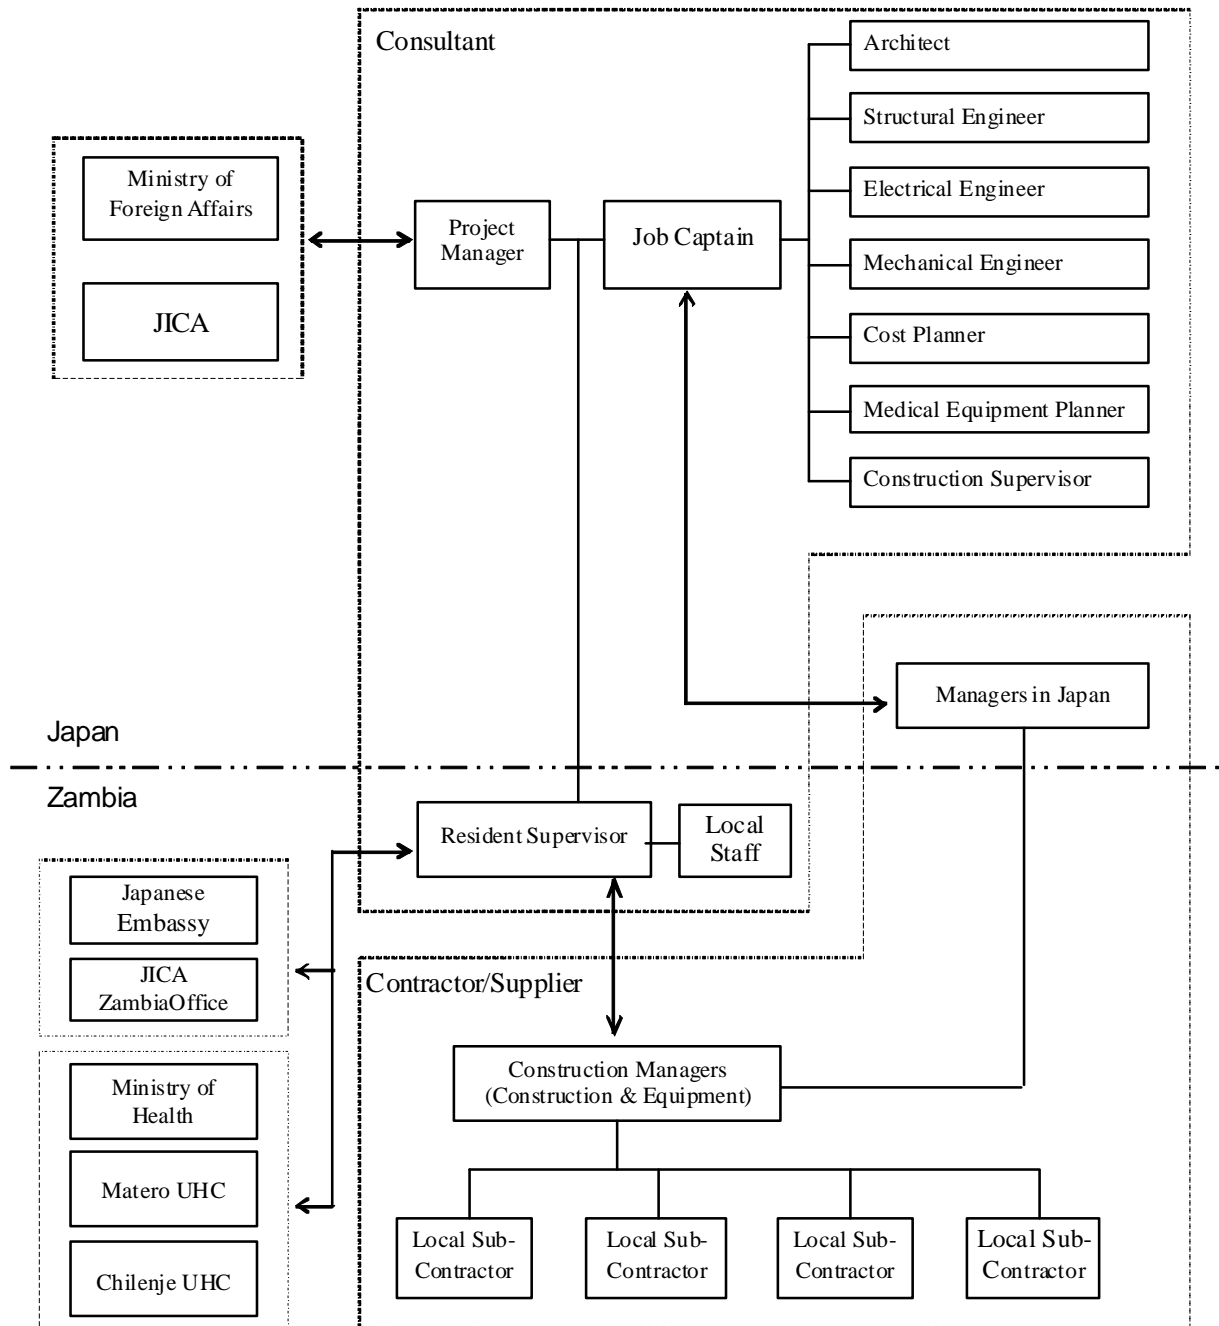 Consultant
Architect
Structural Engineer
Electrical Engineer
Mechanical Engineer
Cost Planner
Medical Equipment Planner
Construction Supervisor
Ministry of
Foreign Affairs
JICA
Project
Manager
Job Captain
Managers in Japan
Japan
Zambia
Resident Supervisor
Local
Staff
Japanese
Embassy
JICA
ZambiaOffice
Ministry of
Health
Matero UHC
Chilenje UHC
Contractor/Supplier
Construction Managers
(Construction & Equipment)
Local Sub-
Contractor
Local Sub-
Contractor
Local Sub-
Contractor
Local Sub-
Contractor